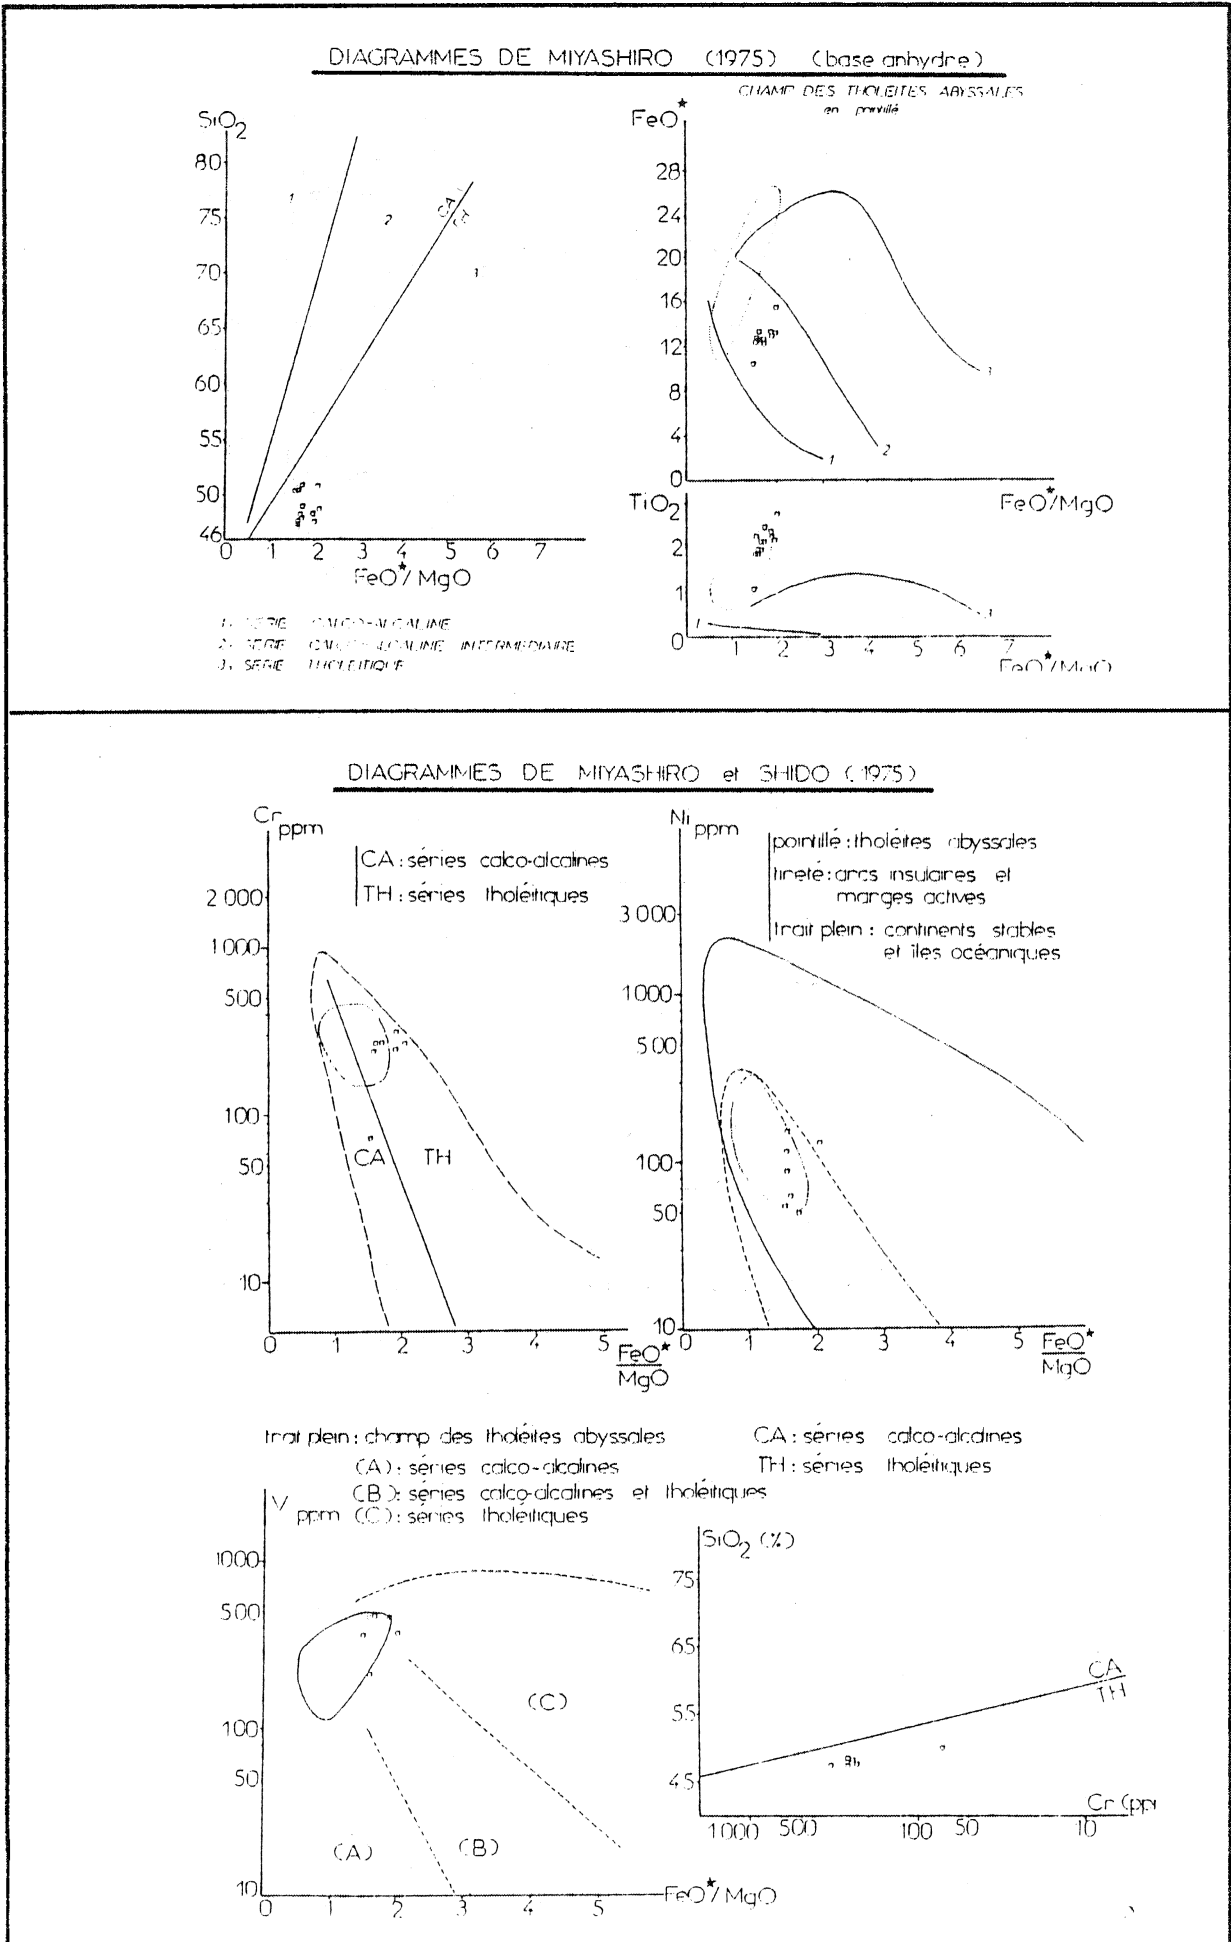 DIAGRAMMES DE MIYASHIRO (1975) (base anhydre)
CHAMP DES THOLEITES ABYSSALES
en pointillé
SiO2
80
75
70
65
60
55
50
46
0 1 2 3 4 5 6 7
FeO*/MgO
1
2
3
CA
1: SERIE CALCO-ALCALINE
2: SERIE CALCO-ALCALINE INTERMEDIAIRE
3: SERIE THOLEITIQUE
FeO*
28
24
20
16
12
8
4
0
1
2
3
FeO*/MgO
TiO2
2
2
1
0
1
3
1 2 3 4 5 6 7
FeO*/MgO
DIAGRAMMES DE MIYASHIRO et SHIDO (1975)
Cr ppm
CA: séries calco-alcalines
TH: séries tholéitiques
2 000
1 000
500
100
50
10
CA
TH
0 1 2 3 4 5
FeO*
MgO
Ni ppm
pointillé: tholéites abyssales
tireté: arcs insulaires et
marges actives
trait plein: continents stables
et îles océaniques
3 000
1 000
500
100
50
10
0 1 2 3 4 5
FeO*
MgO
trait plein: champ des tholéites abyssales
(A): séries calco-alcalines
(B): séries calco-alcalines et tholéitiques
(C): séries tholéitiques
V ppm
1000
500
100
50
10
(A)
(B)
(C)
0 1 2 3 4 5
FeO*/MgO
CA: séries calco-alcalines
TH: séries tholéitiques
SiO2 (%)
75
65
55
45
CA
TH
Cr (pp
1000 500 100 50 10